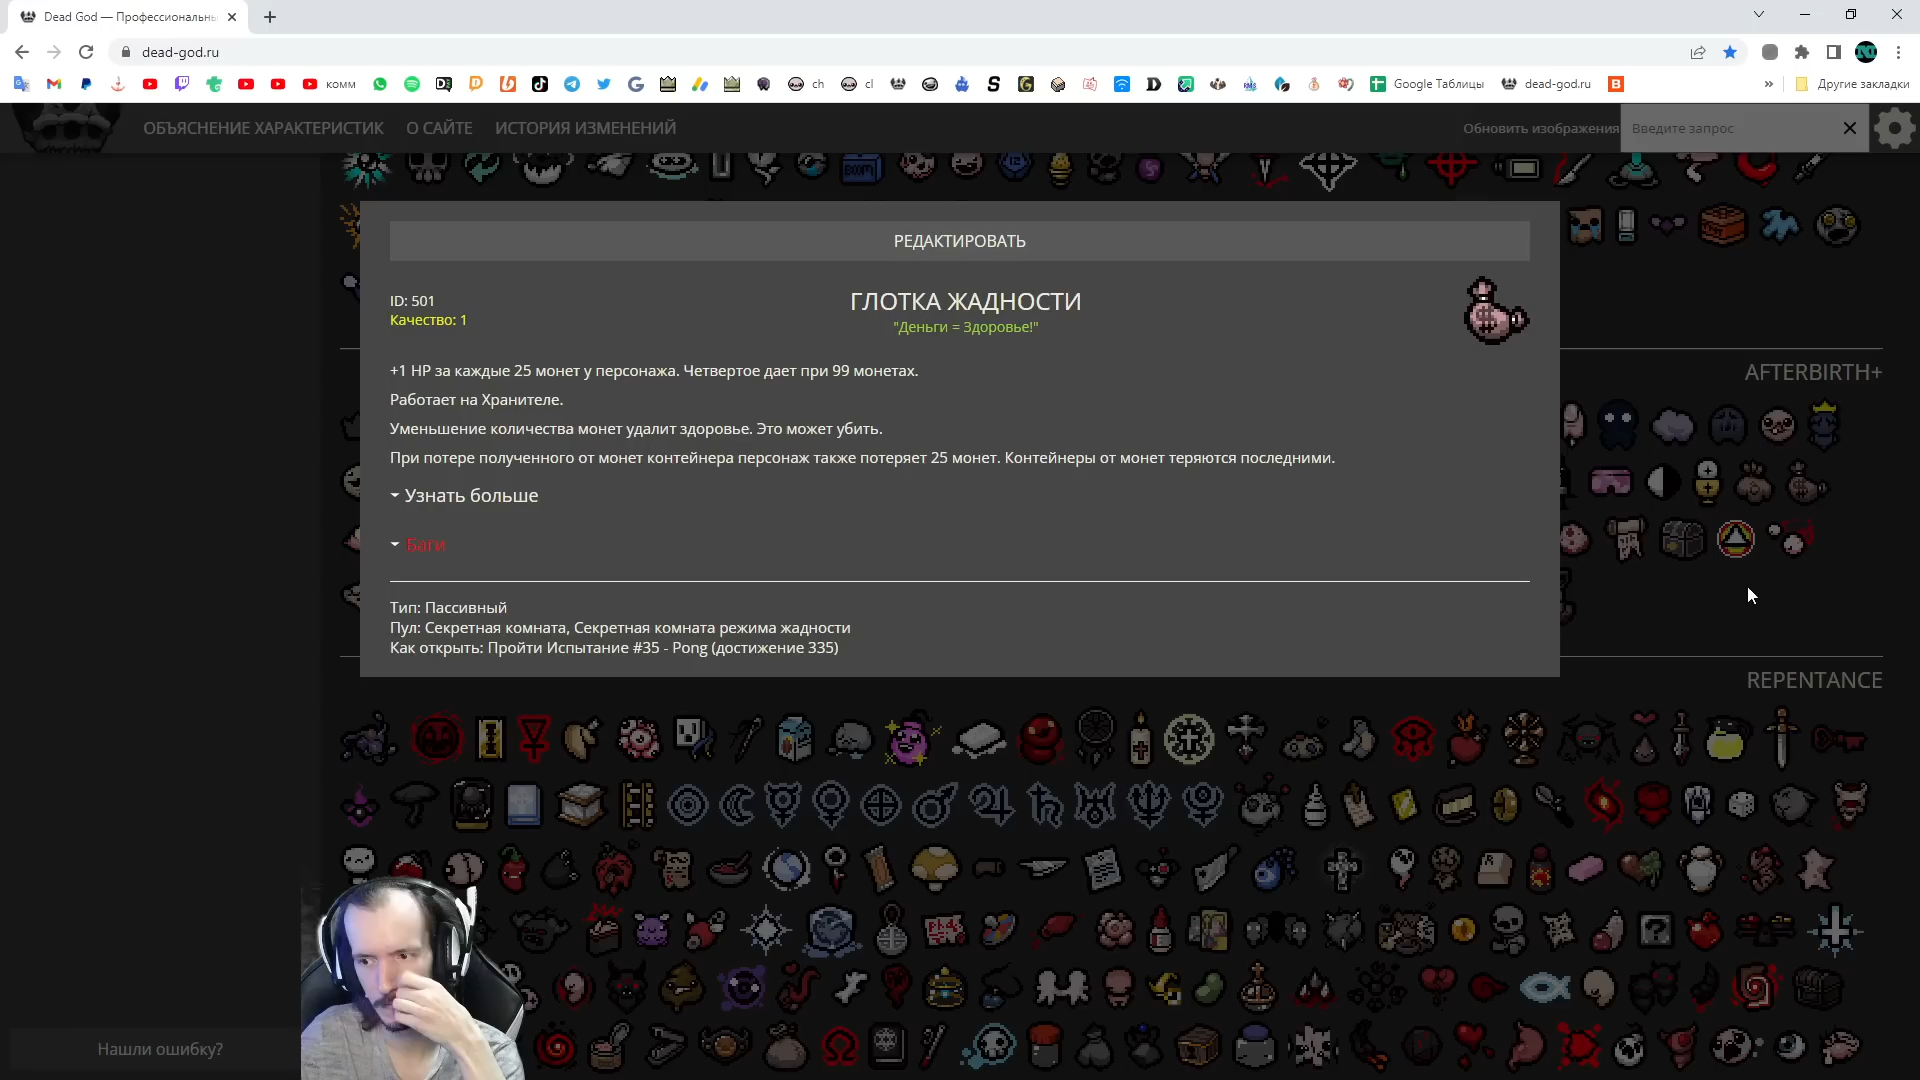 Dead God — Профессиональны
dead-god.ru
комм
ch
cl
Google Таблицы
dead-god.ru
Другие закладки
ОБЪЯСНЕНИЕ ХАРАКТЕРИСТИК
О САЙТЕ
ИСТОРИЯ ИЗМЕНЕНИЙ
Обновить изображения
Введите запрос
РЕДАКТИРОВАТЬ
ID: 501
Качество: 1
ГЛОТКА ЖАДНОСТИ
"Деньги = Здоровье!"
+1 HP за каждые 25 монет у персонажа. Четвертое дает при 99 монетах.
Работает на Хранителе.
Уменьшение количества монет удалит здоровье. Это может убить.
При потере полученного от монет контейнера персонаж также потеряет 25 монет. Контейнеры от монет теряются последними.
Узнать больше
Баги
Тип: Пассивный
Пул: Секретная комната, Секретная комната режима жадности
Как открыть: Пройти Испытание #35 - Pong (достижение 335)
AFTERBIRTH+
REPENTANCE
Нашли ошибку?